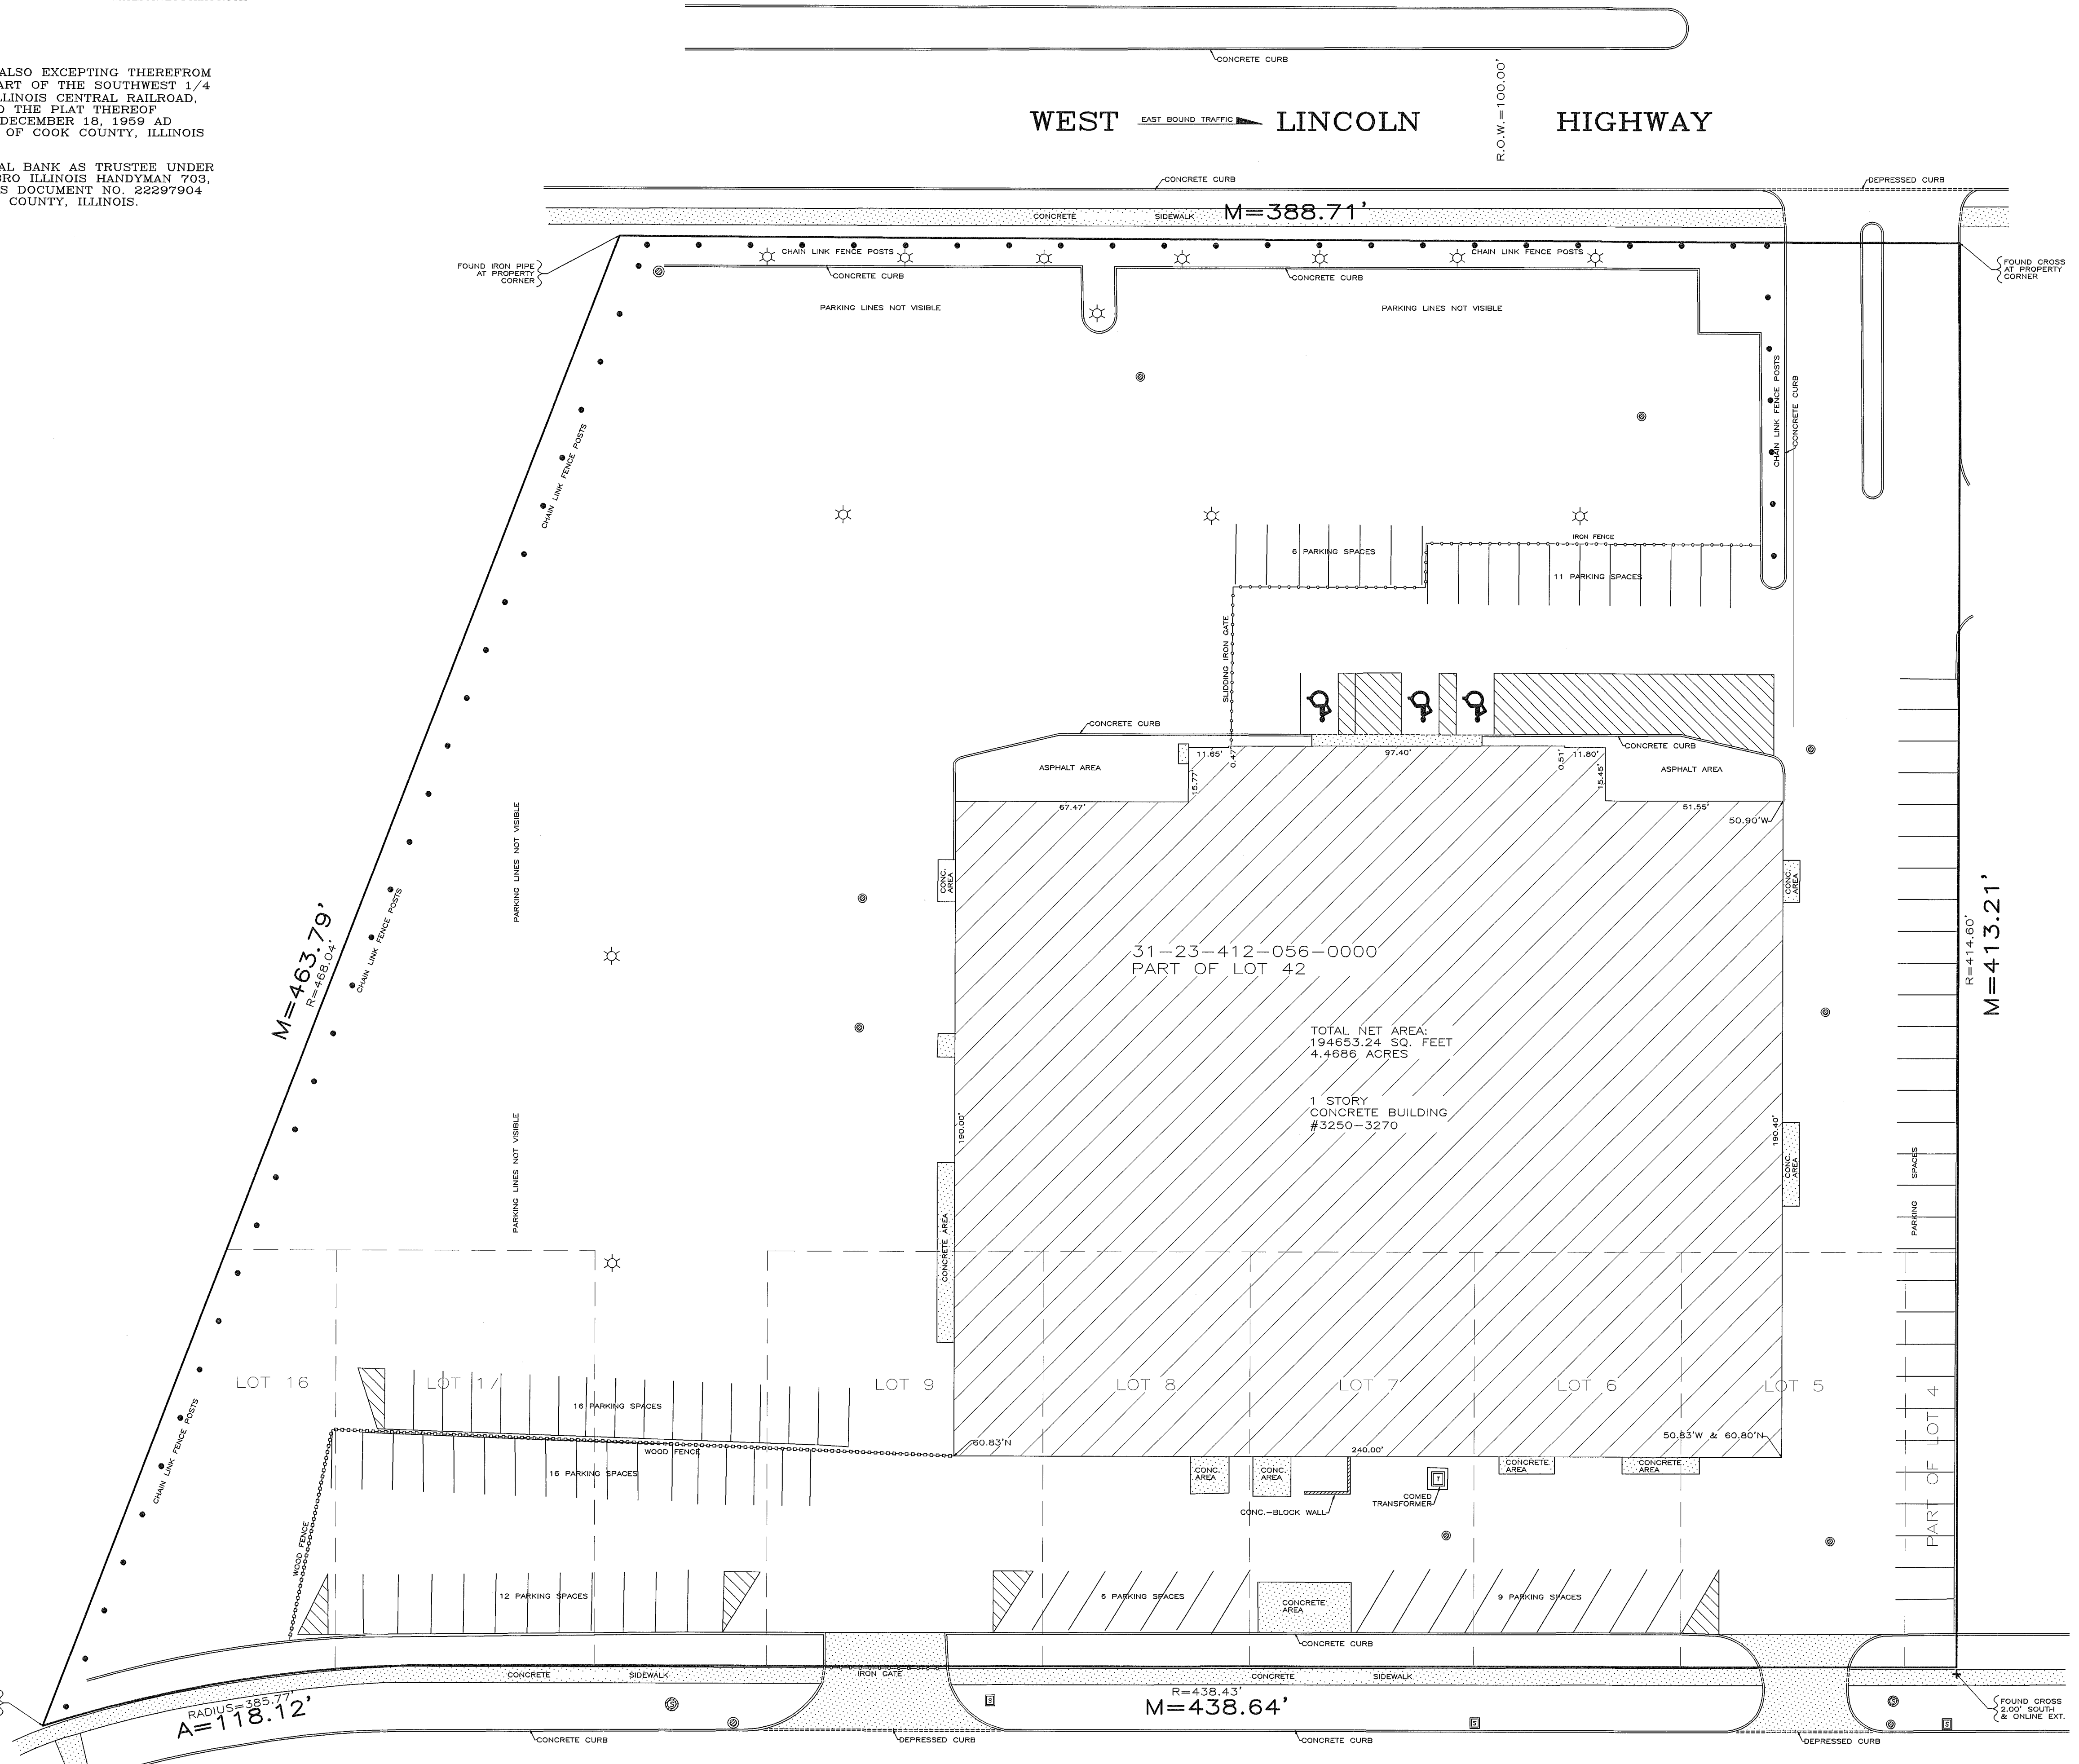 ALSO EXCEPTING THEREFROM
ART OF THE SOUTHWEST 1/4
LLINOIS CENTRAL RAILROAD,
D THE PLAT THEREOF
DECEMBER 18, 1959 AD
OF COOK COUNTY, ILLINOIS
AL BANK AS TRUSTEE UNDER
BRO ILLINOIS HANDYMAN 703,
S DOCUMENT NO. 22297904
COUNTY, ILLINOIS.
CONCRETE CURB
R.O.W.=100.00'
WEST EAST BOUND TRAFFIC LINCOLN HIGHWAY
CONCRETE CURB
DEPRESSED CURB
CONCRETE SIDEWALK M=388.71'
CHAIN LINK FENCE POSTS
CHAIN LINK FENCE POSTS
FOUND IRON PIPE
AT PROPERTY
CORNER
FOUND CROSS
AT PROPERTY
CORNER
CONCRETE CURB
CONCRETE CURB
PARKING LINES NOT VISIBLE
PARKING LINES NOT VISIBLE
CHAIN LINK FENCE POSTS
CONCRETE CURB
CHAIN LINK FENCE POSTS
IRON FENCE
6 PARKING SPACES
11 PARKING SPACES
SLIDING IRON GATE
CONCRETE CURB
CONCRETE CURB
11.65'
0.47'
97.40'
0.51'
11.80'
ASPHALT AREA
ASPHALT AREA
15.77'
15.45'
67.47'
51.55'
50.90'W
PARKING LINES NOT VISIBLE
CONC.
AREA
CONC.
AREA
M=463.79'
R=468.04'
CHAIN LINK FENCE POSTS
31-23-412-056-0000
PART OF LOT 42
R=414.60'
M=413.21'
TOTAL NET AREA:
194653.24 SQ. FEET
4.4686 ACRES
1 STORY
CONCRETE BUILDING
#3250-3270
190.00'
190.40'
PARKING LINES NOT VISIBLE
CONC.
AREA
PARKING SPACES
CONCRETE AREA
LOT 16
LOT 17
LOT 9
LOT 8
LOT 7
LOT 6
LOT 5
PART OF LOT 4
16 PARKING SPACES
CHAIN LINK FENCE POSTS
WOOD FENCE
60.83'N
240.00'
50.83'W & 60.80'N
16 PARKING SPACES
CONC.
AREA
CONC.
AREA
CONCRETE
AREA
CONCRETE
AREA
T
COMED
TRANSFORMER
CONC.-BLOCK WALL
WOOD FENCE
12 PARKING SPACES
6 PARKING SPACES
CONCRETE
AREA
9 PARKING SPACES
CONCRETE CURB
CONCRETE SIDEWALK
IRON GATE
CONCRETE SIDEWALK
RADIUS=385.77'
A=118.12'
R=438.43'
M=438.64'
S
S
S
S
S
FOUND CROSS
2.00' SOUTH
& ONLINE EXT.
CONCRETE CURB
DEPRESSED CURB
CONCRETE CURB
DEPRESSED CURB